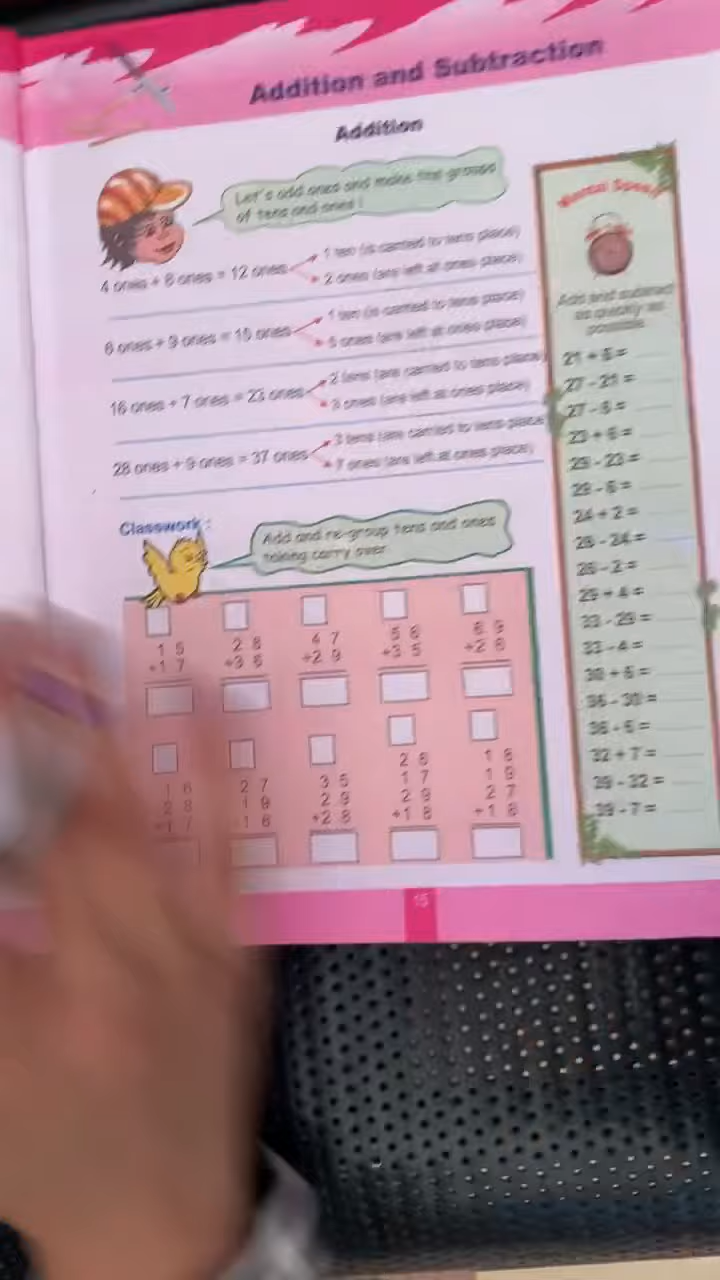 Addition and Subtraction
Addition
Let's add ones and make the groups
of tens and ones !
4 ones + 8 ones = 12 ones
1 ten (is carried to tens place)
2 ones (are left at ones place)
6 ones + 9 ones = 15 ones
1 ten (is carried to tens place)
5 ones (are left at ones place)
16 ones + 7 ones = 23 ones
2 tens (are carried to tens place)
3 ones (are left at ones place)
28 ones + 9 ones = 37 ones
3 tens (are carried to tens place)
7 ones (are left at ones place)
Classwork :
Add and re-group tens and ones
taking carry over.
1 5 2 8 4 7 5 6 6 9
+1 7 +3 6 +2 9 +3 5 +2 8
2 6 1 8
1 6 2 7 3 5 1 7 1 9
2 8 1 9 2 9 2 9 2 7
+1 7 1 6 +2 8 +1 8 +1 8
15
Mental Speed
Add and subtract
as quickly as
possible.
21 + 6 =
27 - 21 =
27 - 6 =
23 + 6 =
29 - 23 =
29 - 6 =
24 + 2 =
26 - 24 =
26 - 2 =
29 + 4 =
33 - 29 =
33 - 4 =
30 + 6 =
36 - 30 =
36 - 6 =
32 + 7 =
39 - 32 =
39 - 7 =